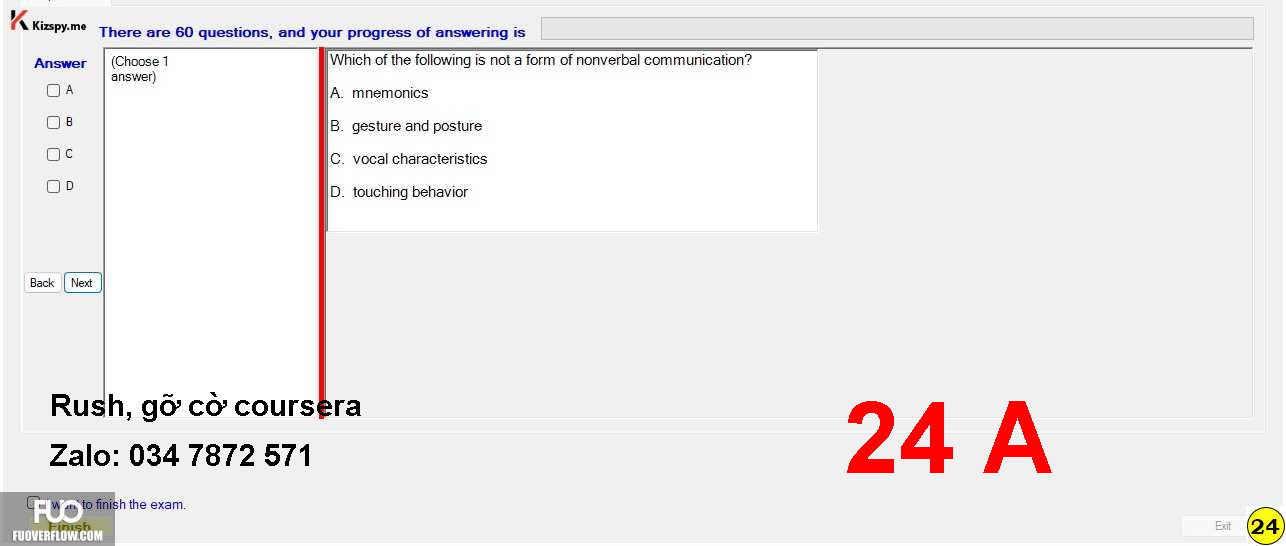 Kizspy.me
There are 60 questions, and your progress of answering is
Answer
A
B
C
D
Back Next
(Choose 1
answer)
Which of the following is not a form of nonverbal communication?
A. mnemonics
B. gesture and posture
C. vocal characteristics
D. touching behavior
Rush, gỡ cờ coursera
Zalo: 034 7872 571
24 A
I want to finish the exam.
Finish
FUO
FUOVERFLOW.COM
Exit
24